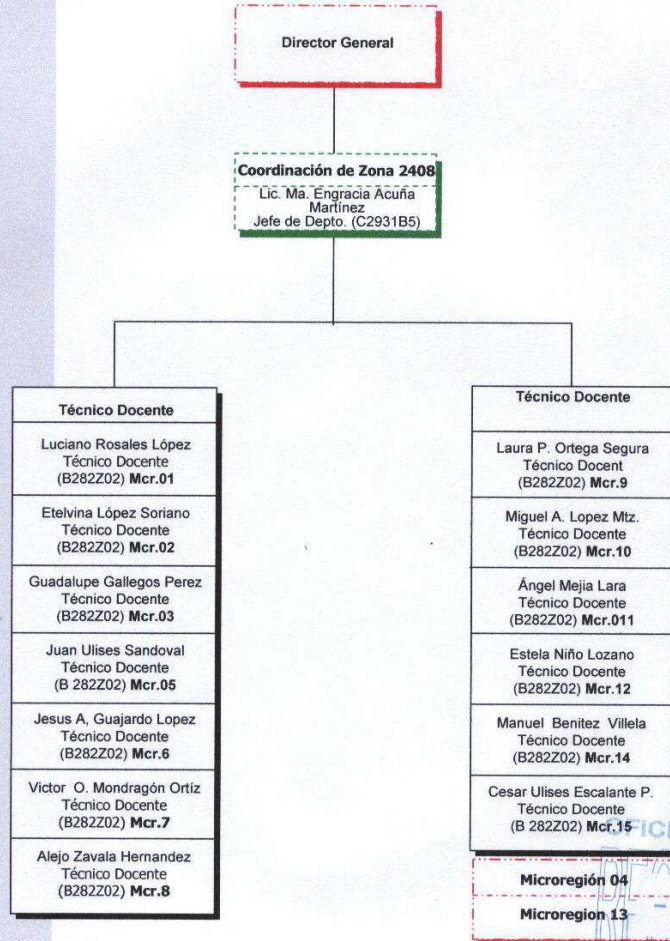 Director General
Coordinación de Zona 2408
Lic. Ma. Engracia Acuña
Martínez
Jefe de Depto. (C2931B5)
Técnico Docente
Luciano Rosales López
Técnico Docente
(B282Z02) Mcr.01
Etelvina López Soriano
Técnico Docente
(B282Z02) Mcr.02
Guadalupe Gallegos Perez
Técnico Docente
(B282Z02) Mcr.03
Juan Ulises Sandoval
Técnico Docente
(B 282Z02) Mcr.05
Jesus A, Guajardo Lopez
Técnico Docente
(B282Z02) Mcr.6
Victor O. Mondragón Ortíz
Técnico Docente
(B282Z02) Mcr.7
Alejo Zavala Hernandez
Técnico Docente
(B282Z02) Mcr.8
Técnico Docente
Laura P. Ortega Segura
Técnico Docent
(B282Z02) Mcr.9
Miguel A. Lopez Mtz.
Técnico Docente
(B282Z02) Mcr.10
Ángel Mejia Lara
Técnico Docente
(B282Z02) Mcr.011
Estela Niño Lozano
Técnico Docente
(B282Z02) Mcr.12
Manuel Benitez Villela
Técnico Docente
(B282Z02) Mcr.14
Cesar Ulises Escalante P.
Técnico Docente
(B 282Z02) Mcr.15
Microregión 04
Microregion 13